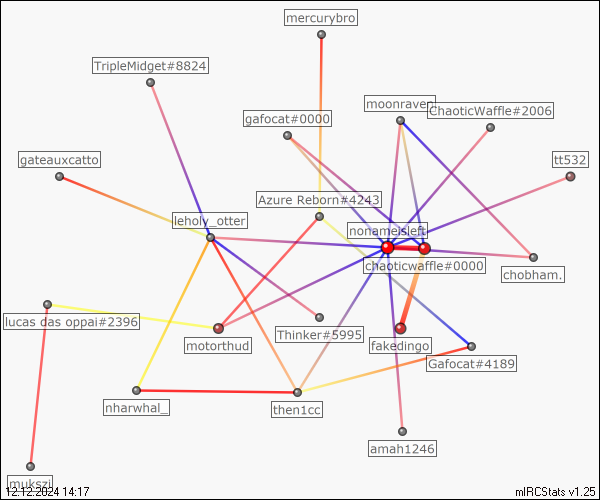 mercurybro
TripleMidget#8824
moonraven
ChaoticWaffle#2006
gafocat#0000
gateauxcatto
tt532
Azure Reborn#4243
leholy_otter
nonameisleft
chaoticwaffle#0000
chobham.
lucas das oppai#2396
motorthud
Thinker#5995
fakedingo
Gafocat#4189
nharwhal_
then1cc
amah1246
mukszi
12.12.2024 14:17
mIRCStats v1.25